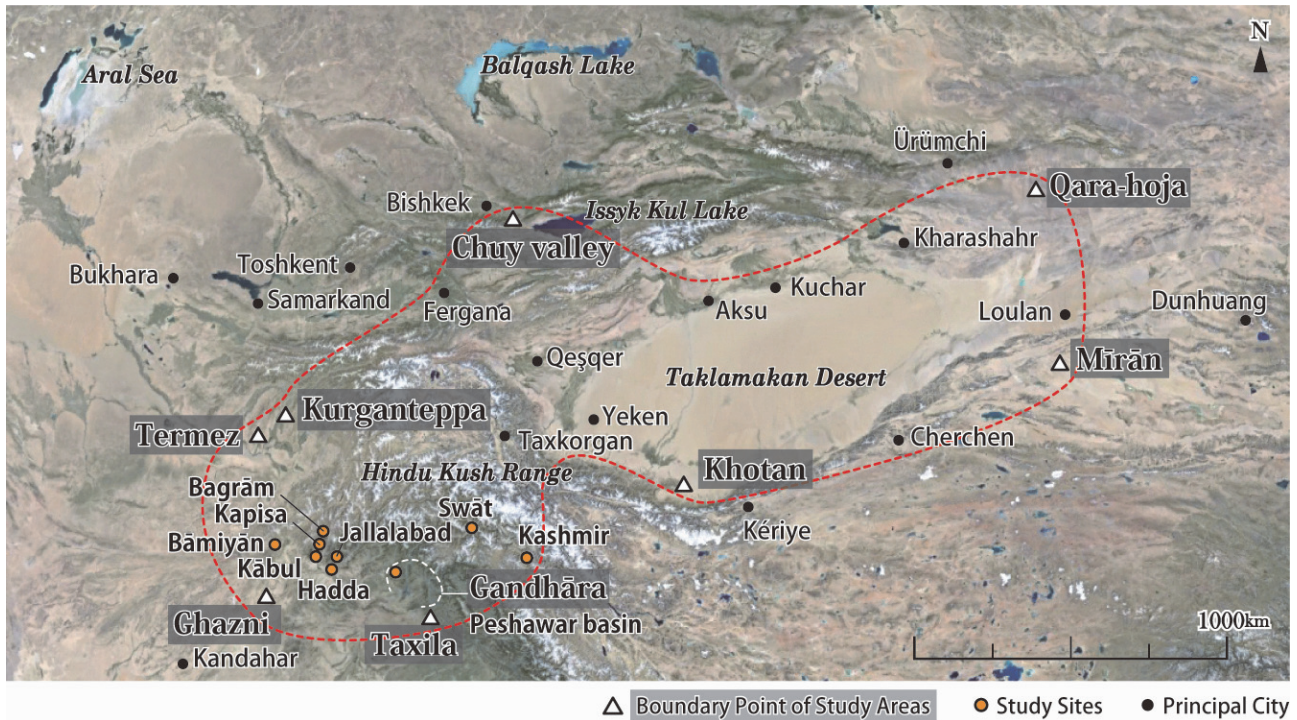 N
Aral Sea
Balqash Lake
Ürümchi
Qara-hoja
Bishkek
Issyk Kul Lake
Chuy valley
Kharashahr
Bukhara
Toshkent
Samarkand
Fergana
Aksu
Kuchar
Loulan
Dunhuang
Qeşqer
Taklamakan Desert
Mīrān
Kurganteppa
Termez
Yeken
Taxkorgan
Cherchen
Hindu Kush Range
Khotan
Bagrām
Kapisa
Jallalabad
Swāt
Kashmir
Kériye
Bāmiyān
Kābul
Hadda
Gandhāra
Peshawar basin
Ghazni
Taxila
Kandahar
1000km
Boundary Point of Study Areas
Study Sites
Principal City